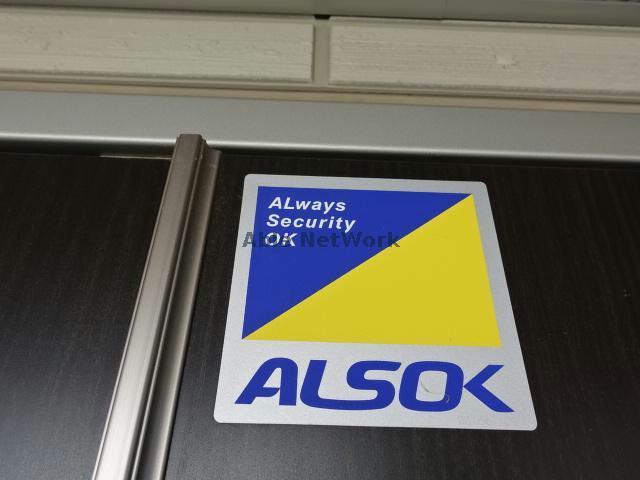 ALways
Security
OK
Able NetWork
ALSOK